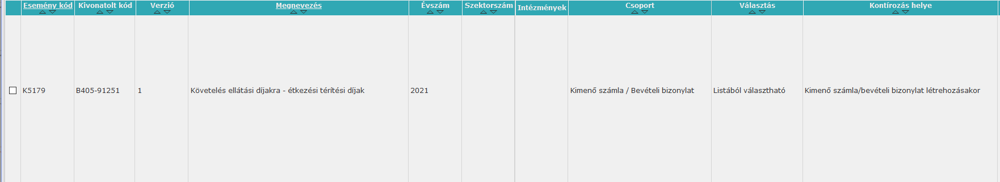 Esemény kód Kivonatolt kód Verzió Megnevezés Évszám Szektorszám Intézmények Csoport Választás Kontírozás helye
K5179 B405-91251 1 Követelés ellátási díjakra - étkezési térítési díjak 2021 Kimenő számla / Bevételi bizonylat Listából választható Kimenő számla/bevételi bizonylat létrehozásakor